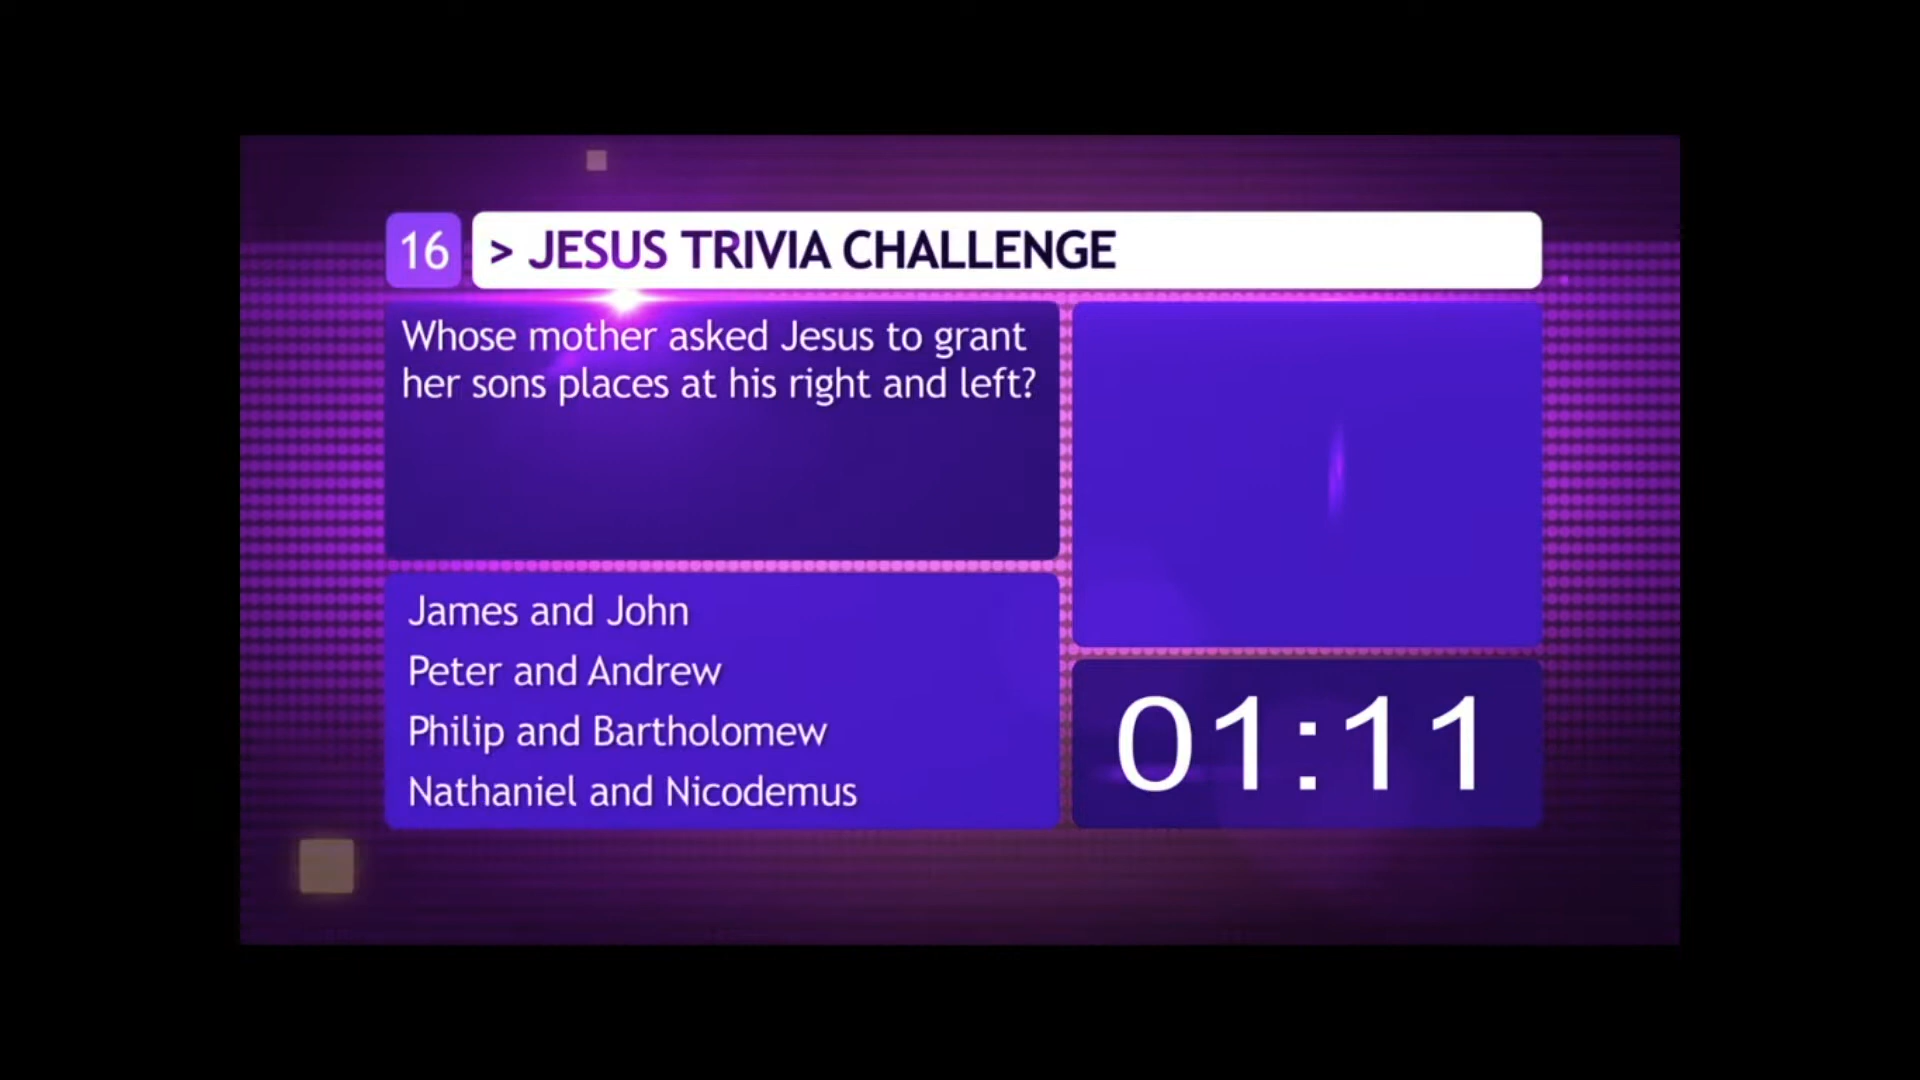 16
> JESUS TRIVIA CHALLENGE
Whose mother asked Jesus to grant
her sons places at his right and left?
James and John
Peter and Andrew
Philip and Bartholomew
Nathaniel and Nicodemus
01:11